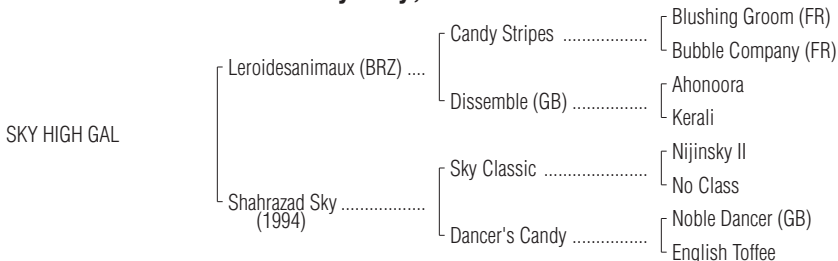 Blushing Groom (FR)
Candy Stripes ..................
Bubble Company (FR)
Leroidesanimaux (BRZ) ....
Ahonoora
Dissemble (GB) ................
Kerali
SKY HIGH GAL
Nijinsky II
Sky Classic ......................
No Class
Shahrazad Sky ..................
(1994)
Noble Dancer (GB)
Dancer's Candy ................
English Toffee